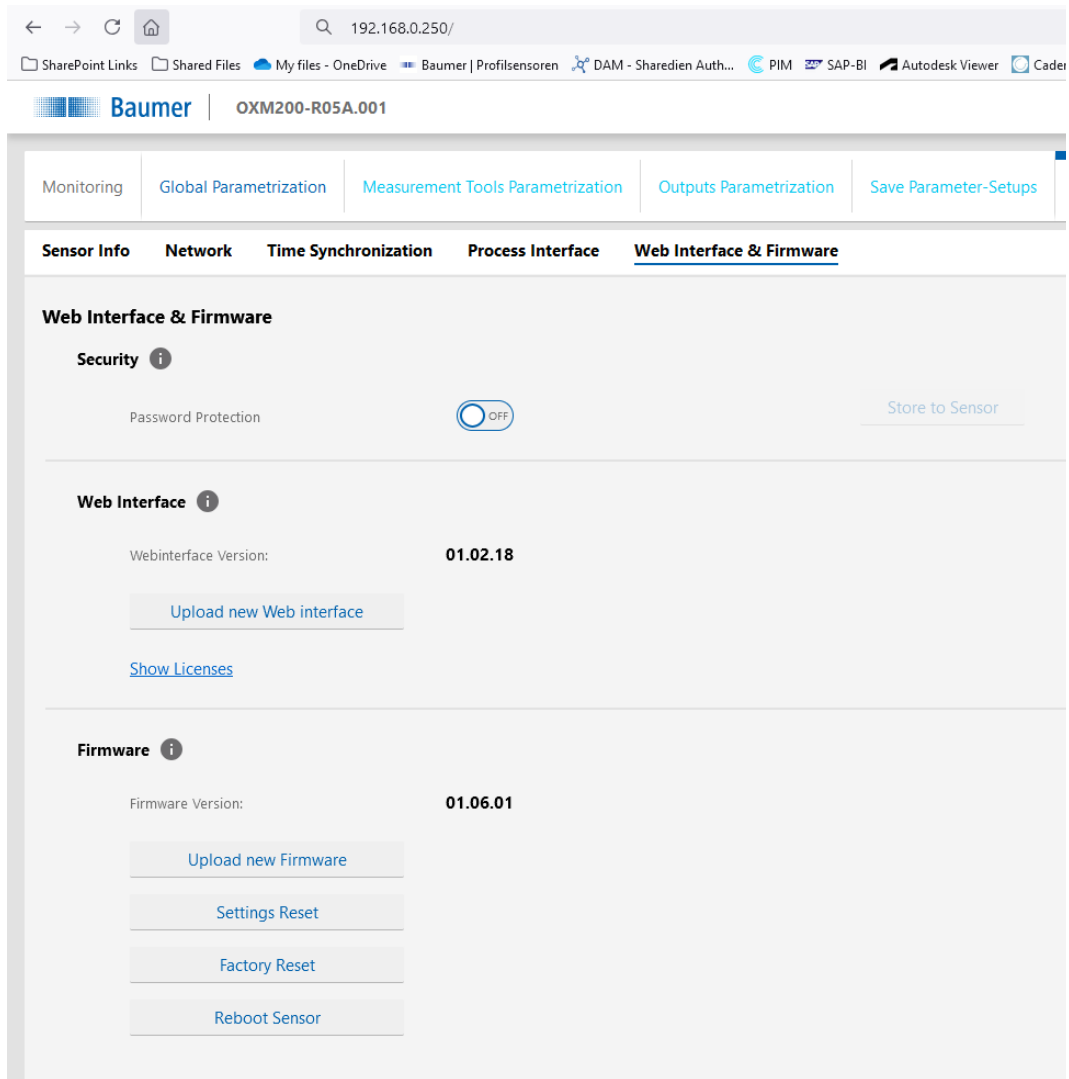 192.168.0.250/
SharePoint Links Shared Files My files - OneDrive Baumer | Profilsensoren DAM - Sharedien Auth... PIM SAP-BI Autodesk Viewer Cader
Baumer OXM200-R05A.001
Monitoring Global Parametrization Measurement Tools Parametrization Outputs Parametrization Save Parameter-Setups
Sensor Info Network Time Synchronization Process Interface Web Interface & Firmware
Web Interface & Firmware
Security i
Password Protection OFF Store to Sensor
Web Interface i
Webinterface Version: 01.02.18
Upload new Web interface
Show Licenses
Firmware i
Firmware Version: 01.06.01
Upload new Firmware
Settings Reset
Factory Reset
Reboot Sensor